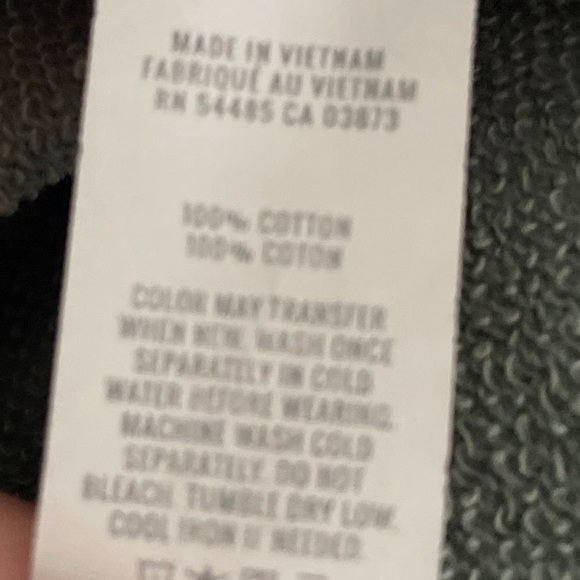 MADE IN VIETNAM
FABRIQUÉ AU VIETNAM
RN 54485 CA 03873
100% COTTON
100% COTON
COLOR MAY TRANSFER
WHEN NEW. WASH ONCE
SEPARATELY IN COLD
WATER BEFORE WEARING.
MACHINE WASH COLD
SEPARATELY. DO NOT
BLEACH. TUMBLE DRY LOW.
COOL IRON IF NEEDED.